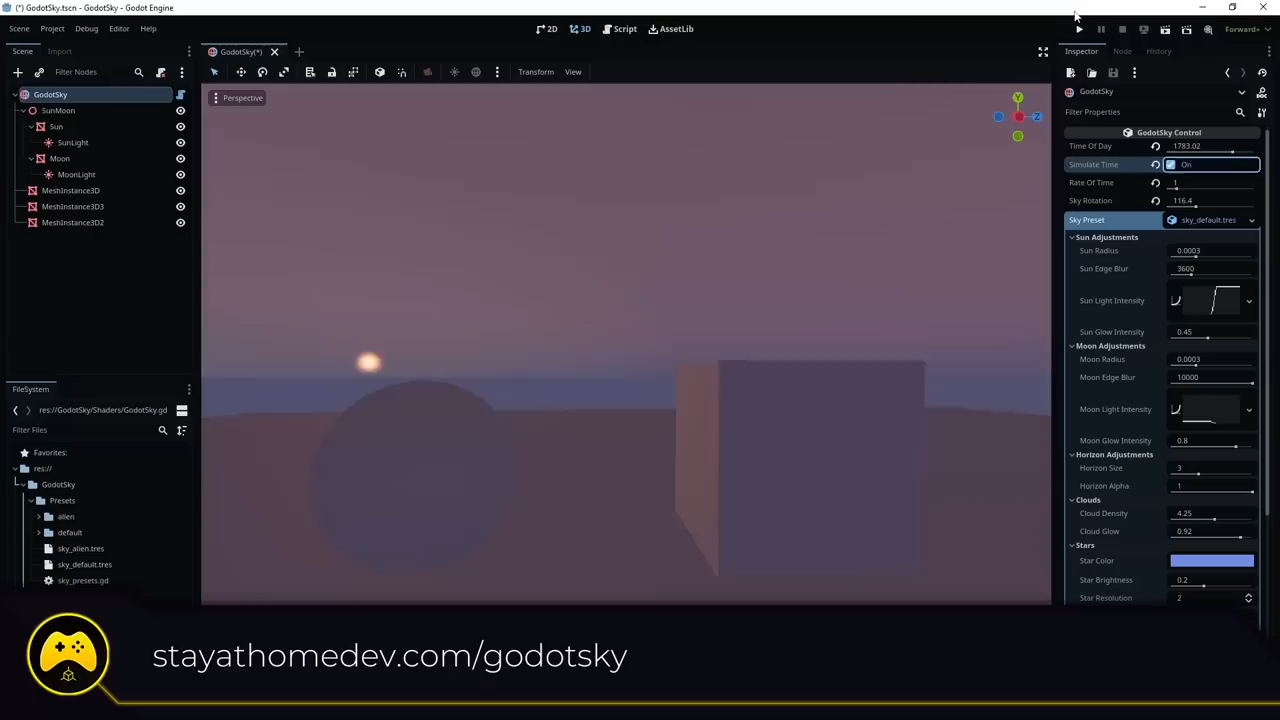 (*) GodotSky.tscn - GodotSky - Godot Engine
Scene Project Debug Editor Help
2D 3D Script AssetLib
Forward+
Scene Import
GodotSky(*)
Inspector Node History
Filter Nodes
Transform View
GodotSky
SunMoon
Sun
SunLight
Moon
MoonLight
MeshInstance3D
MeshInstance3D3
MeshInstance3D2
Perspective
Y
Z
GodotSky
Filter Properties
GodotSky Control
Time Of Day 1783.02
Simulate Time On
Rate Of Time 1
Sky Rotation 116.4
Sky Preset sky_default.tres
Sun Adjustments
Sun Radius 0.0003
Sun Edge Blur 3600
Sun Light Intensity
Sun Glow Intensity 0.45
Moon Adjustments
Moon Radius 0.0003
Moon Edge Blur 10000
Moon Light Intensity
Moon Glow Intensity 0.8
Horizon Adjustments
Horizon Size 3
Horizon Alpha 1
Clouds
Cloud Density 4.25
Cloud Glow 0.92
Stars
Star Color
Star Brightness 0.2
Star Resolution 2
FileSystem
res://GodotSky/Shaders/GodotSky.gd
Filter Files
Favorites:
res://
GodotSky
Presets
alien
default
sky_alien.tres
sky_default.tres
sky_presets.gd
stayathomedev.com/godotsky